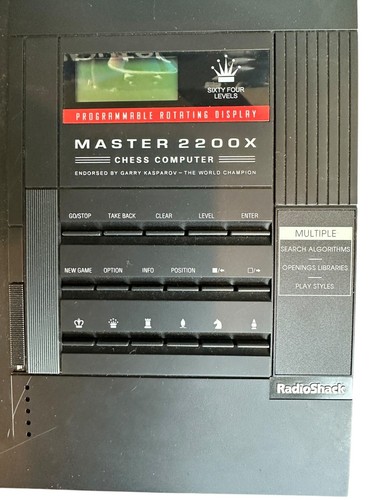 SIXTY FOUR
LEVELS
PROGRAMMABLE ROTATING DISPLAY
MASTER 2200X
CHESS COMPUTER
ENDORSED BY GARRY KASPAROV – THE WORLD CHAMPION
GO/STOP TAKE BACK CLEAR LEVEL ENTER
NEW GAME OPTION INFO POSITION ■/← □/→
MULTIPLE
SEARCH ALGORITHMS
OPENINGS LIBRARIES
PLAY STYLES
RadioShack